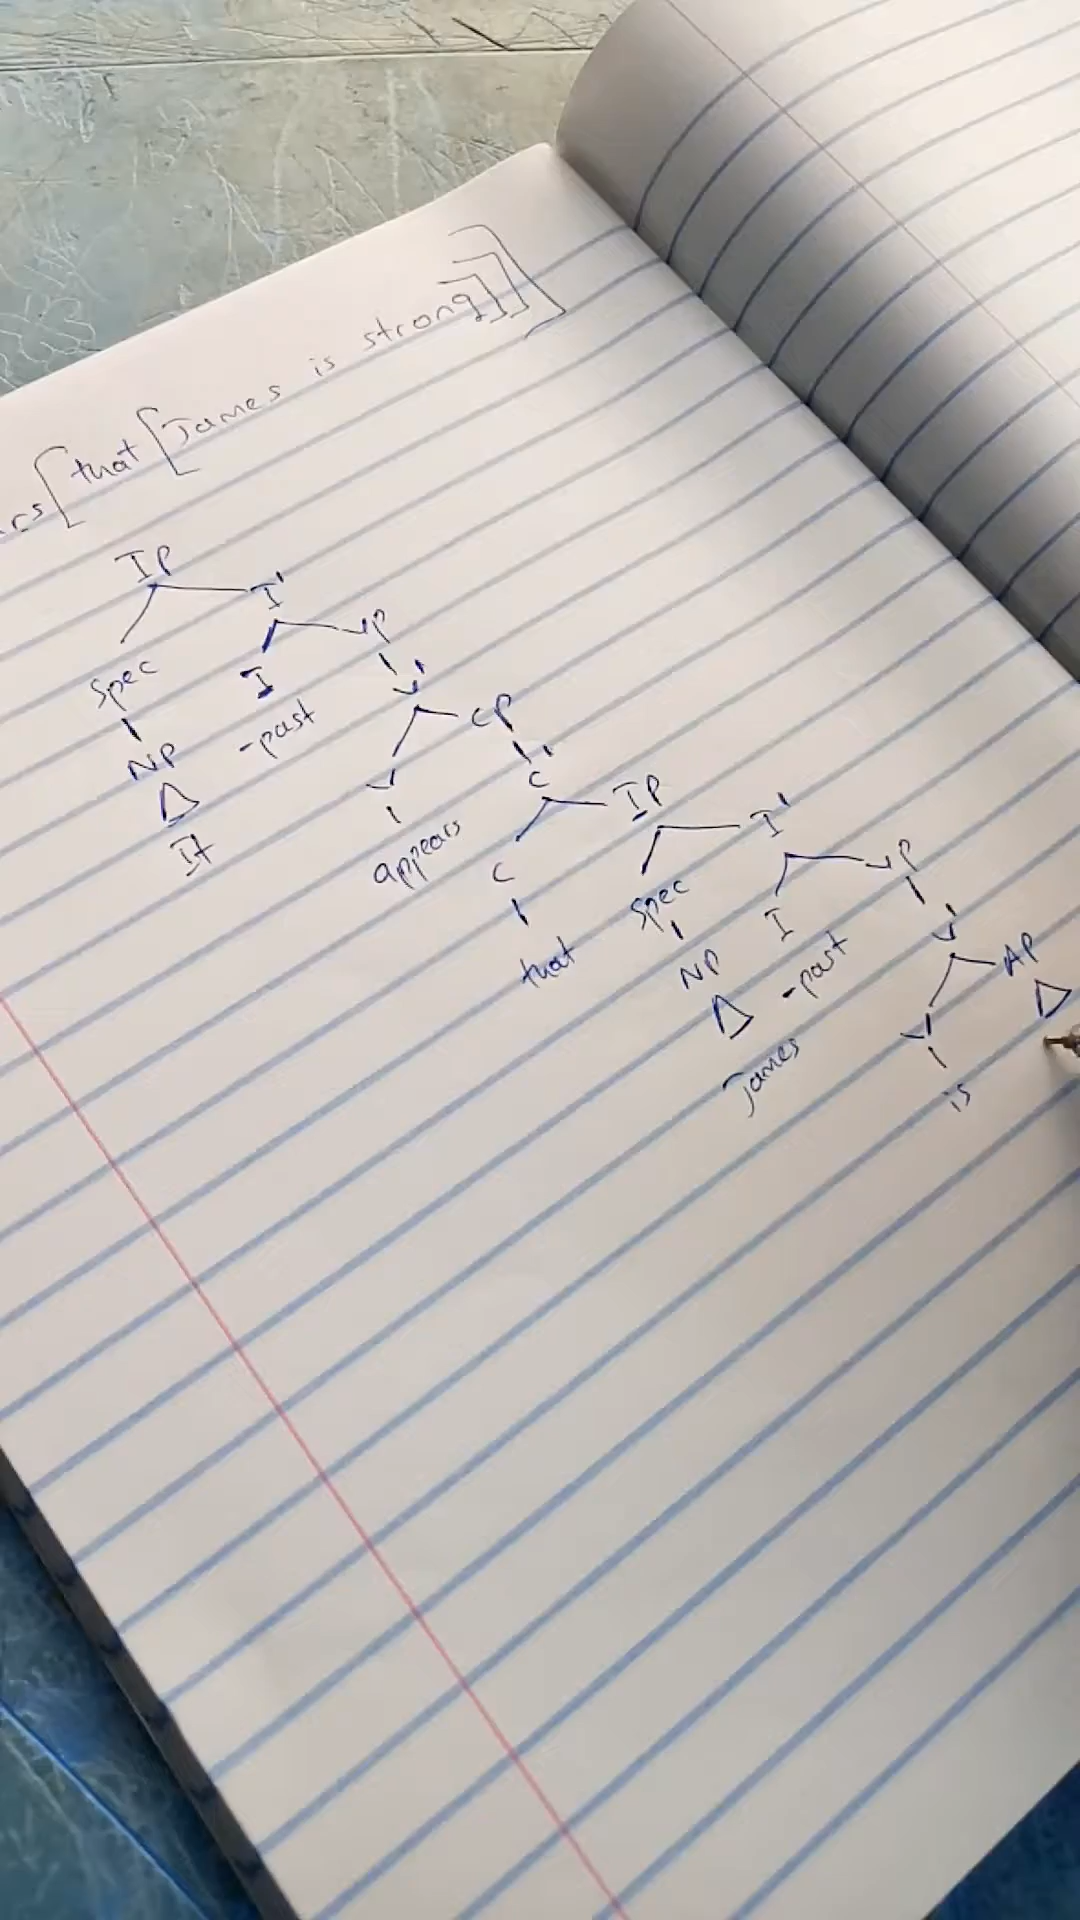 [that [James is strong]]]
IP
I'
Spec
I
VP
NP
-past
V'
It
V
CP
appears
C'
C
IP
that
Spec
I'
NP
I
VP
James
-past
V'
V
AP
is